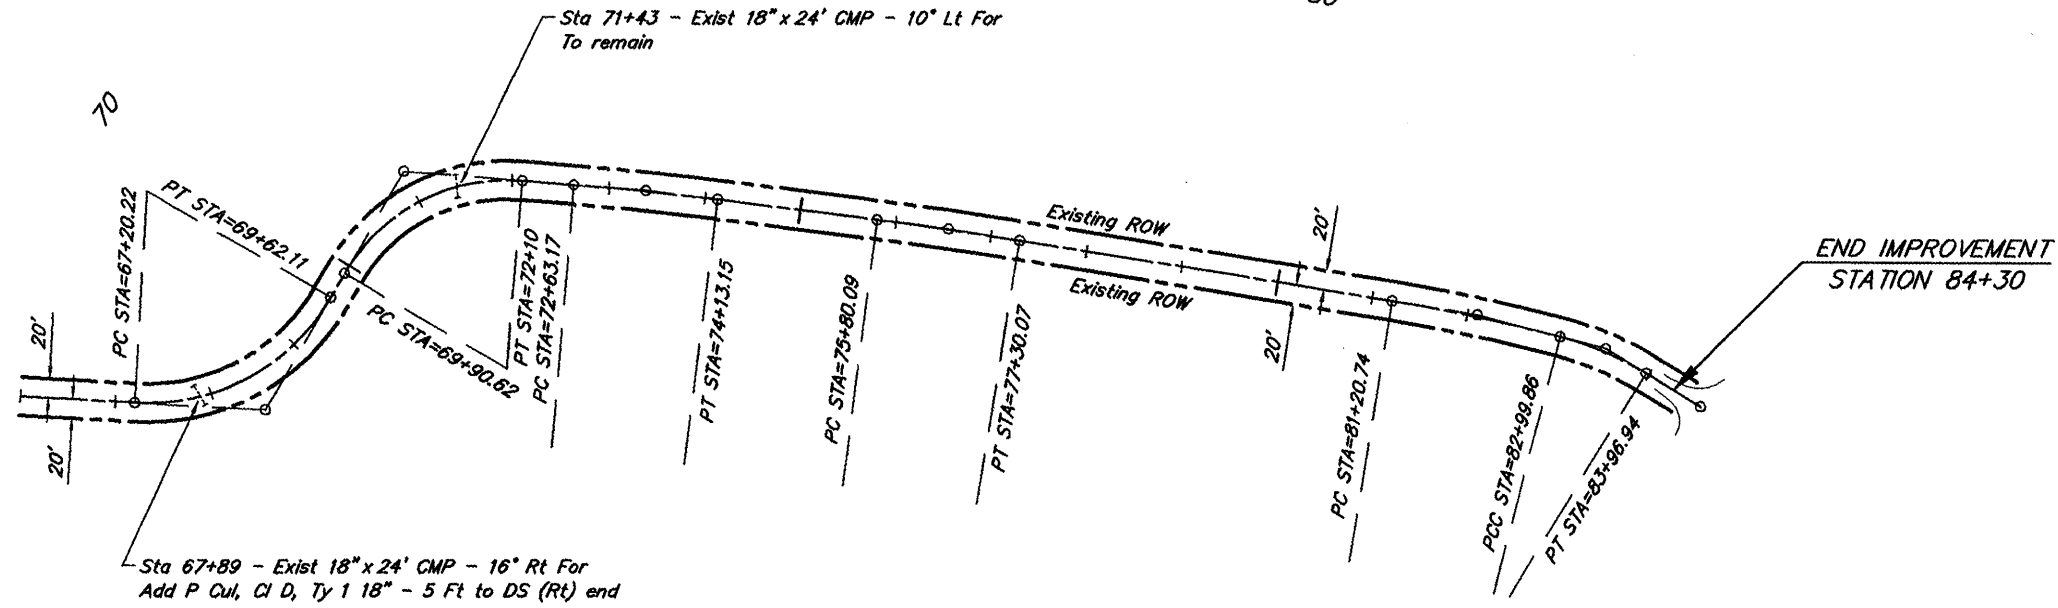 Sta 71+43 - Exist 18" x 24' CMP - 10° Lt For
To remain
70
PC STA=67+20.22
PT STA=69+62.11
PC STA=69+90.62
PT STA=72+10
PC STA=72+63.17
PT STA=74+13.15
PC STA=75+80.09
PT STA=77+30.07
Existing ROW
Existing ROW
20'
20'
20'
20'
PC STA=81+20.74
PCC STA=82+99.86
PT STA=83+96.94
END IMPROVEMENT
STATION 84+30
Sta 67+89 - Exist 18" x 24' CMP - 16° Rt For
Add P Cul, Cl D, Ty 1 18" - 5 Ft to DS (Rt) end